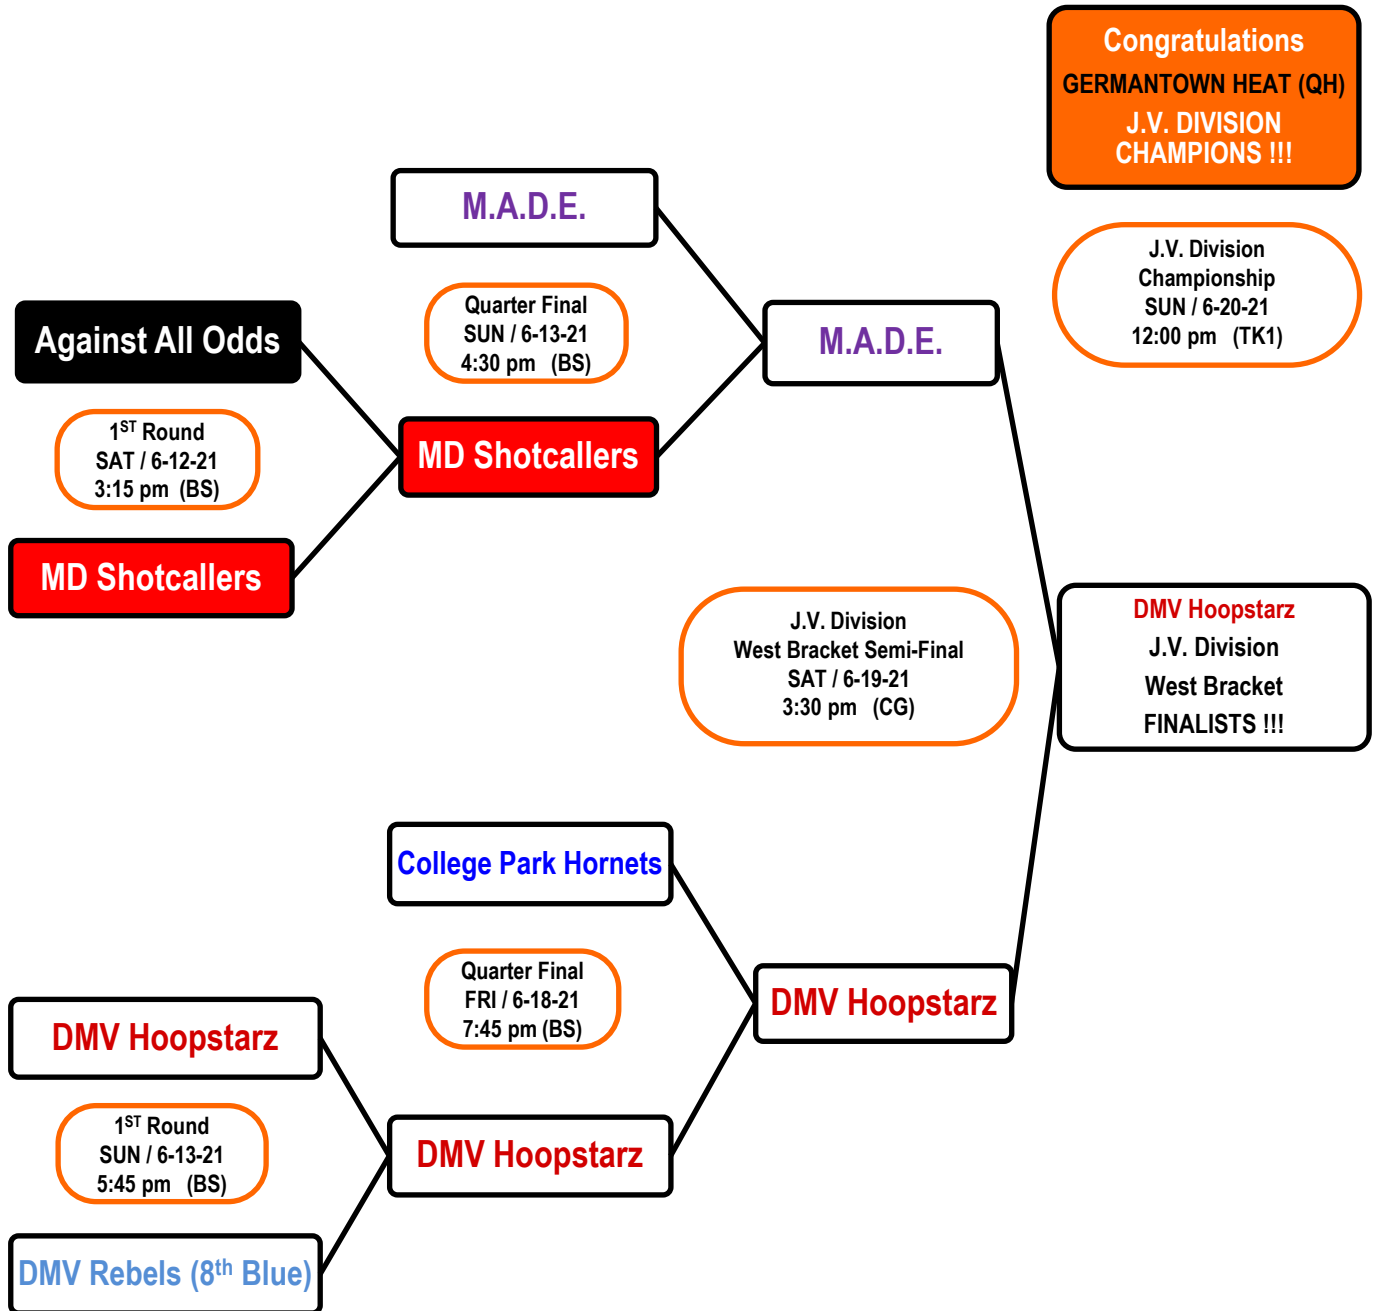 Congratulations
GERMANTOWN HEAT (QH)
J.V. DIVISION
CHAMPIONS !!!
J.V. Division
Championship
SUN / 6-20-21
12:00 pm (TK1)
M.A.D.E.
Quarter Final
SUN / 6-13-21
4:30 pm (BS)
M.A.D.E.
Against All Odds
1ST Round
SAT / 6-12-21
3:15 pm (BS)
MD Shotcallers
MD Shotcallers
J.V. Division
West Bracket Semi-Final
SAT / 6-19-21
3:30 pm (CG)
DMV Hoopstarz
J.V. Division
West Bracket
FINALISTS !!!
College Park Hornets
Quarter Final
FRI / 6-18-21
7:45 pm (BS)
DMV Hoopstarz
DMV Hoopstarz
1ST Round
SUN / 6-13-21
5:45 pm (BS)
DMV Hoopstarz
DMV Rebels (8th Blue)